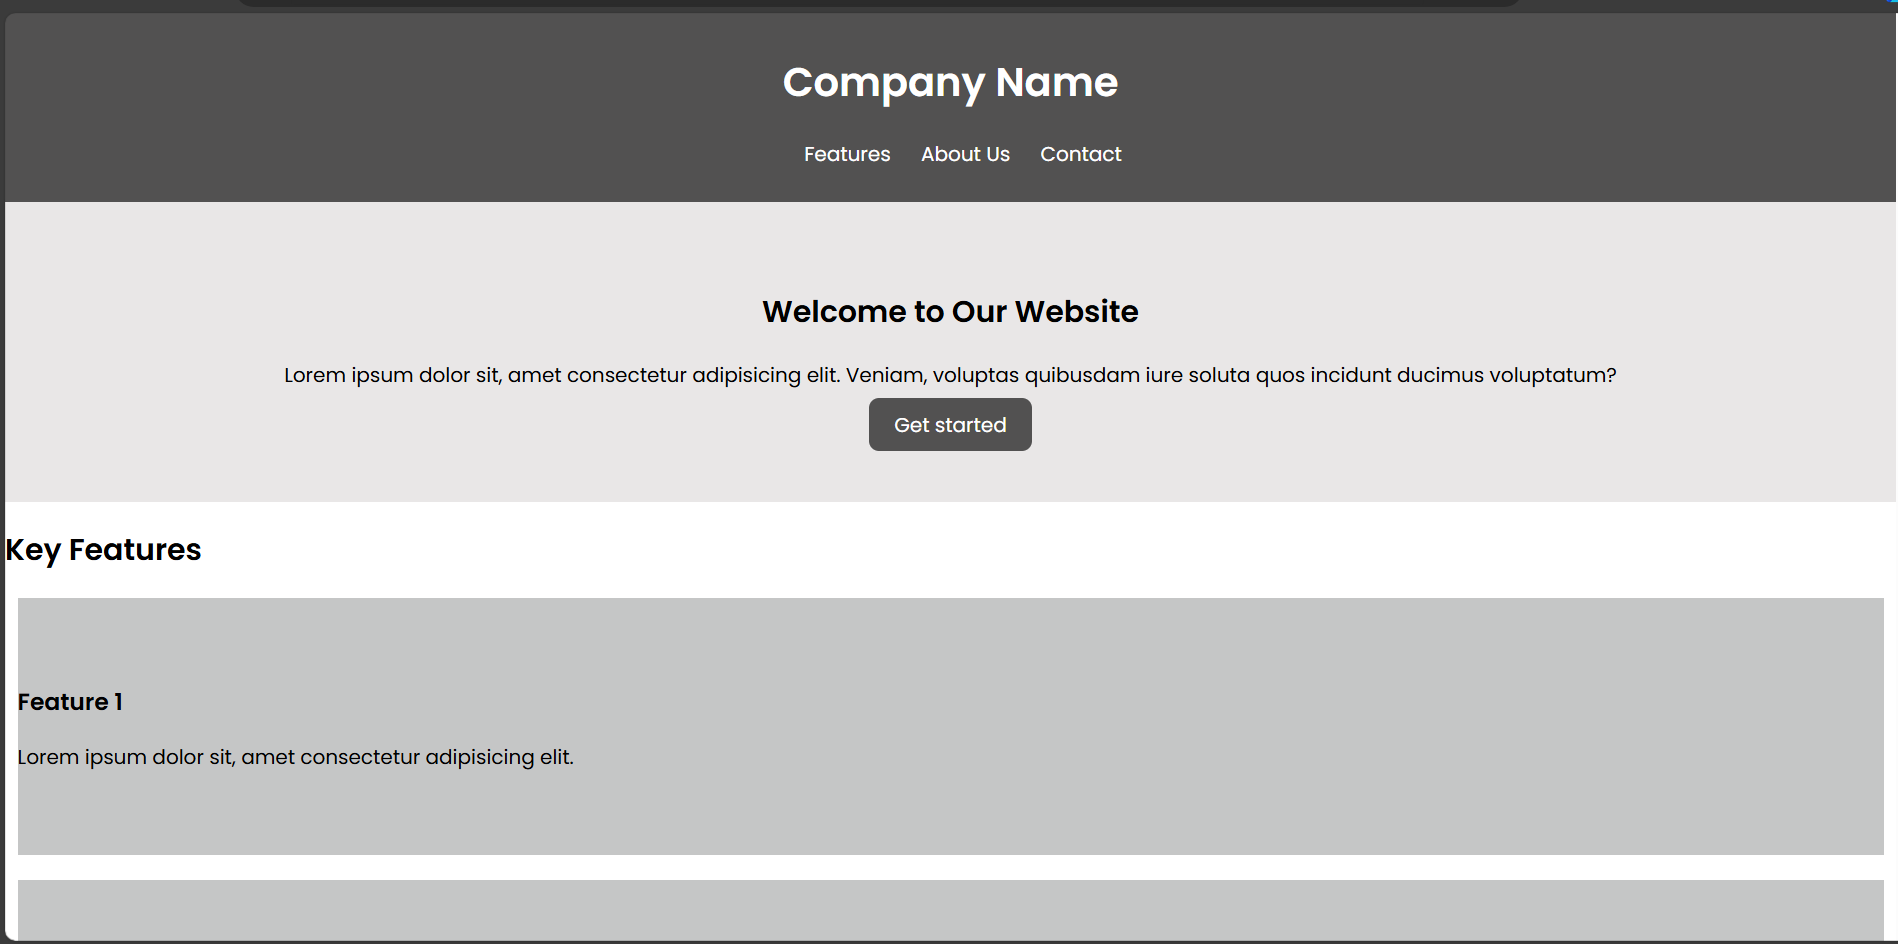 Company Name
Features About Us Contact
Welcome to Our Website
Lorem ipsum dolor sit, amet consectetur adipisicing elit. Veniam, voluptas quibusdam iure soluta quos incidunt ducimus voluptatum?
Get started
Key Features
Feature 1
Lorem ipsum dolor sit, amet consectetur adipisicing elit.